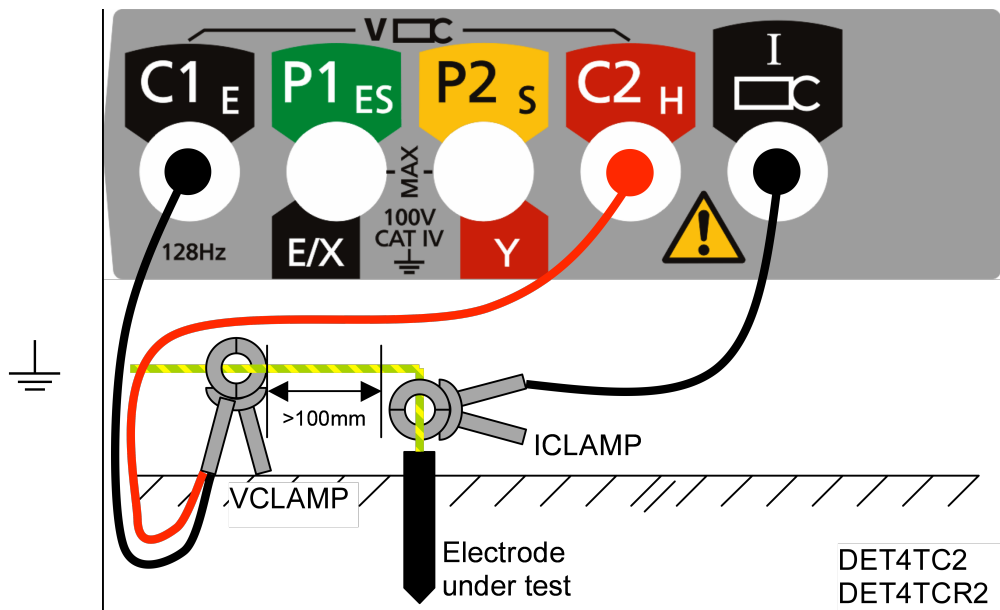 V C
C1 E
P1 ES
P2 S
C2 H
I
C
MAX
100V
CAT IV
128Hz
E/X
Y
>100mm
ICLAMP
VCLAMP
Electrode
under test
DET4TC2
DET4TCR2